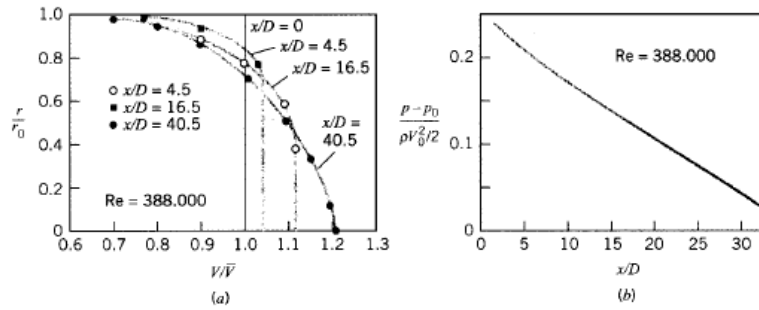 1.0
0.8
0.6
0.4
0.2
0
r
r0
x/D = 0
x/D = 4.5
x/D = 16.5
x/D =
40.5
○ x/D = 4.5
■ x/D = 16.5
● x/D = 40.5
Re = 388.000
0.6 0.7 0.8 0.9 1.0 1.1 1.2 1.3
V/V̅
(a)
0.2
0.1
0
p − p0
ρV0²/2
Re = 388.000
0 5 10 15 20 25 30
x/D
(b)